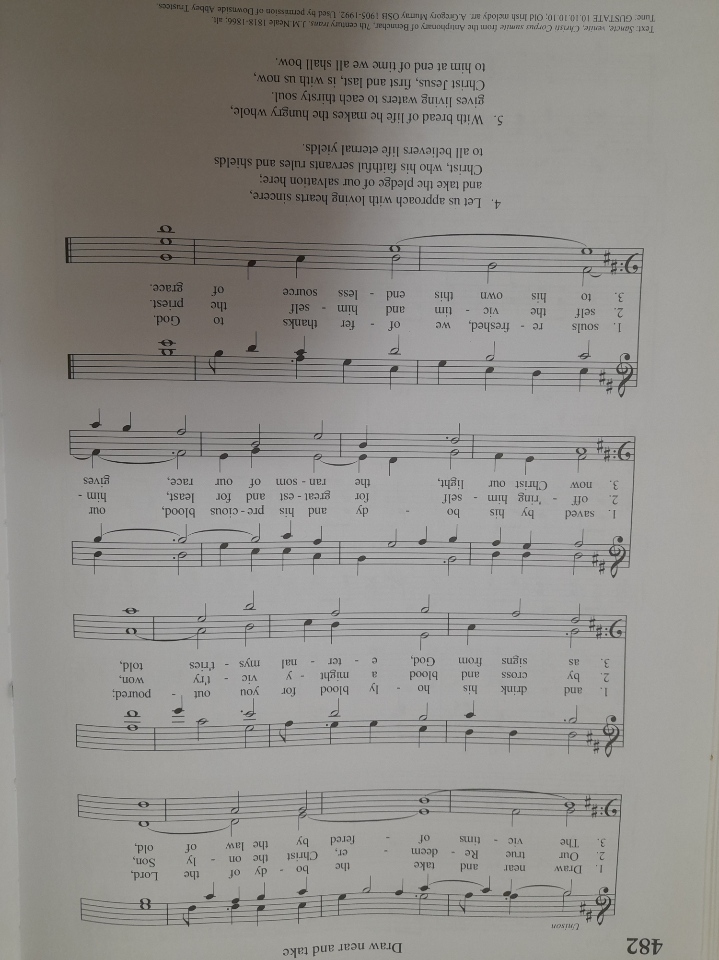 482
Draw near and take
Unison
1. Draw near and take the bo - dy of the Lord,
2. Our true Re - deem - er, Christ the on - ly Son,
3. The vic - tims of - fered by the law of old,
1. and drink his ho - ly blood for you out - poured;
2. by cross and blood a might - y vic - t'ry won,
3. as signs from God, e - ter - nal mys - t'ries told,
1. saved by his bo - dy and his pre - cious blood, our
2. off - 'ring him - self for great - est and for least, him -
3. now Christ our light, the ran - som of our race, gives
1. souls re - freshed, we of - fer thanks to God.
2. self the vic - tim and him - self the priest.
3. to his own this end - less source of grace.
4. Let us approach with loving hearts sincere,
and take the pledge of our salvation here;
Christ, who his faithful servants rules and shields
to all believers life eternal yields.
5. With bread of life he makes the hungry whole,
gives living waters to each thirsty soul.
Christ Jesus, first and last, is with us now,
to him at end of time we all shall bow.
Text: Sancte, venite, Christi Corpus sumite from the Antiphonary of Bennchar, 7th century trans. J.M.Neale 1818-1866; alt.
Tune: GUSTATE 10.10.10.10; Old Irish melody arr. A.Gregory Murray OSB 1905-1992. Used by permission of Downside Abbey Trustees.